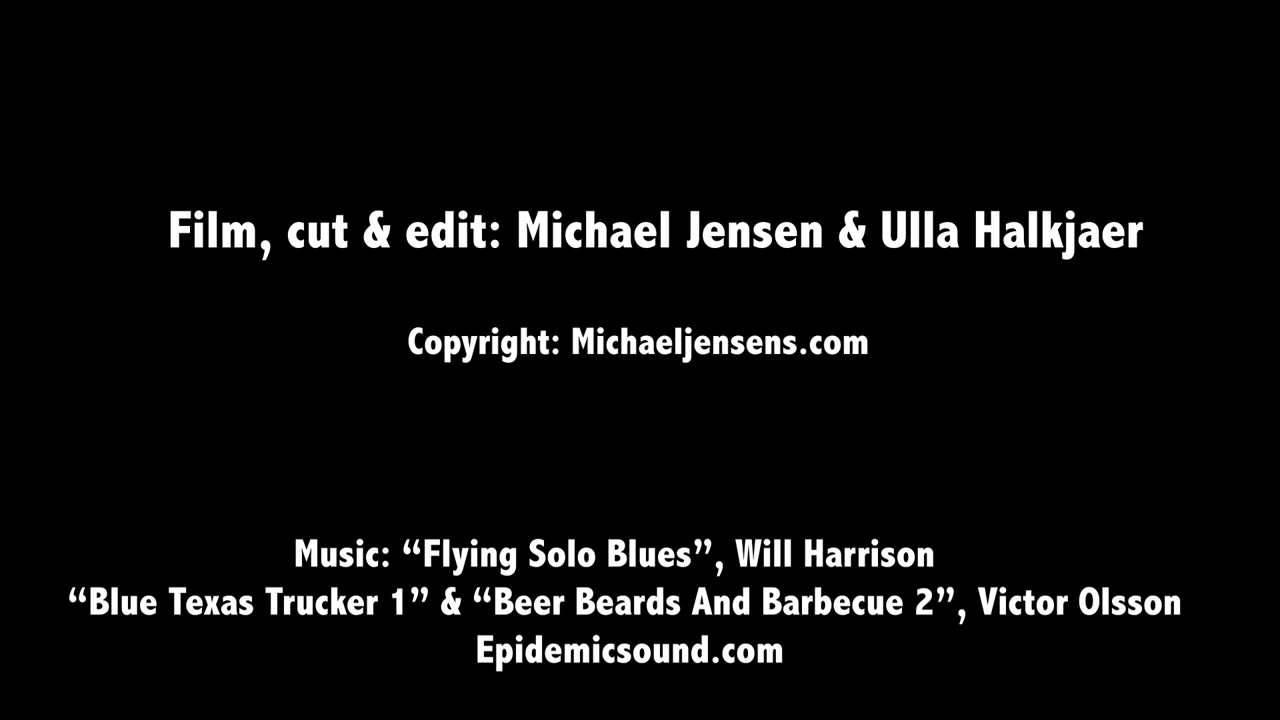 Film, cut & edit: Michael Jensen & Ulla Halkjaer
Copyright: Michaeljensens.com
Music: “Flying Solo Blues”, Will Harrison
“Blue Texas Trucker 1” & “Beer Beards And Barbecue 2”, Victor Olsson
Epidemicsound.com